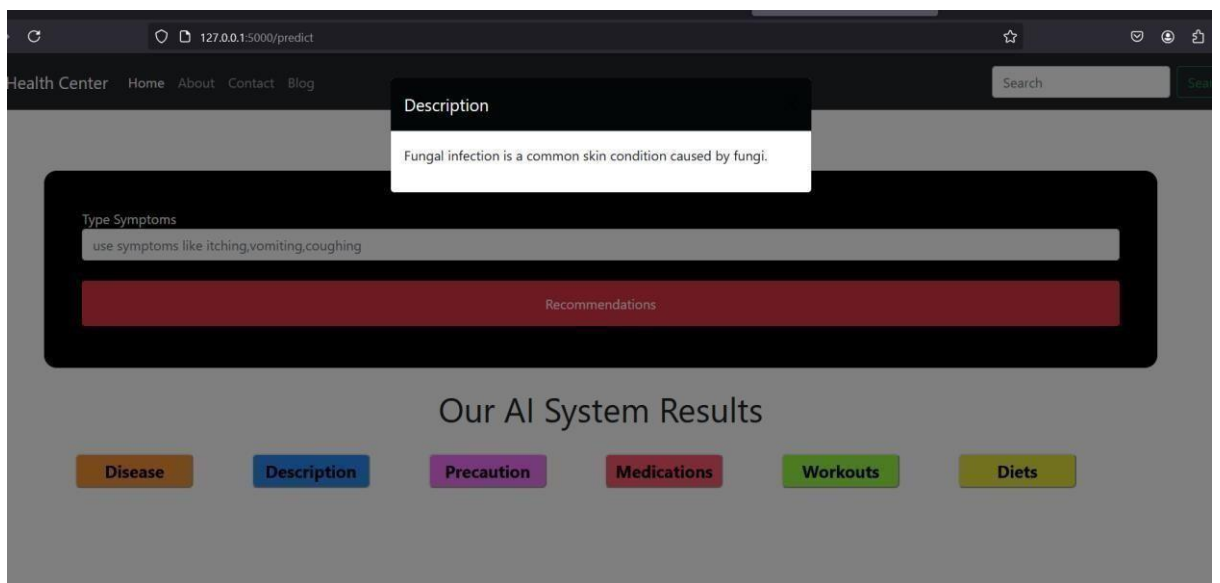 127.0.0.1:5000/predict
Health Center Home About Contact Blog
Search
Description
Fungal infection is a common skin condition caused by fungi.
Type Symptoms
use symptoms like itching,vomiting,coughing
Recommendations
Our AI System Results
Disease Description Precaution Medications Workouts Diets